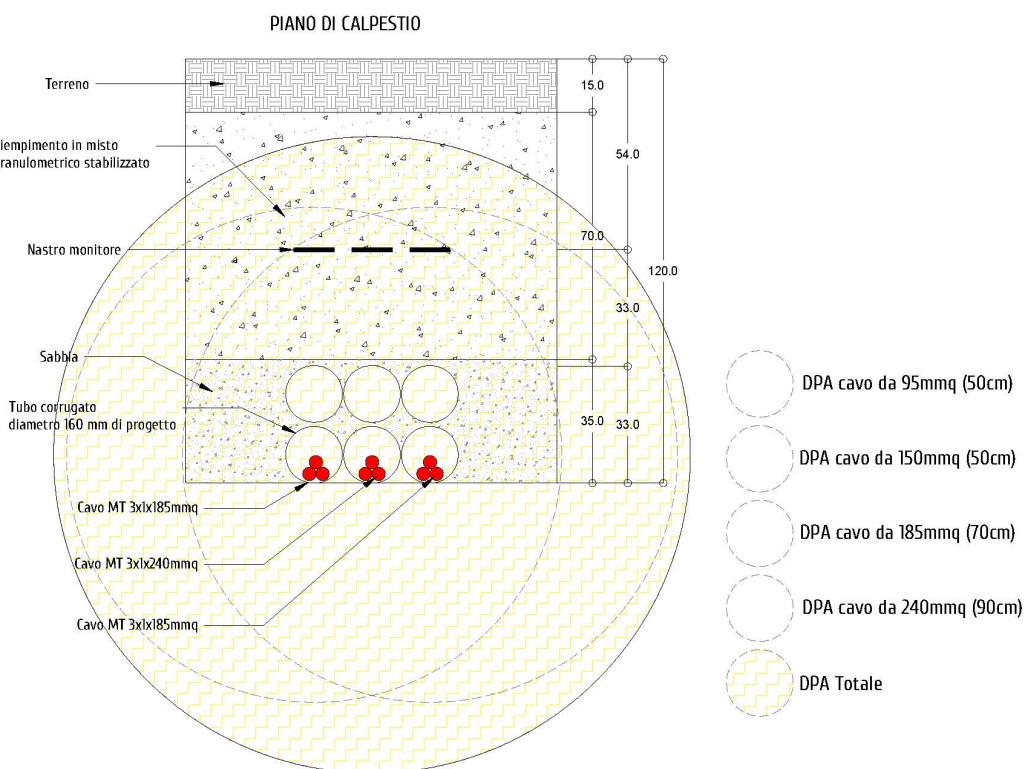 PIANO DI CALPESTIO
Terreno
iempimento in misto
ranulometrico stabilizzato
Nastro monitore
Sabbia
Tubo corrugato
diametro 160 mm di progetto
Cavo MT 3x1x185mmq
Cavo MT 3x1x240mmq
Cavo MT 3x1x185mmq
15.0
54.0
70.0
120.0
33.0
35.0
33.0
DPA cavo da 95mmq (50cm)
DPA cavo da 150mmq (50cm)
DPA cavo da 185mmq (70cm)
DPA cavo da 240mmq (90cm)
DPA Totale